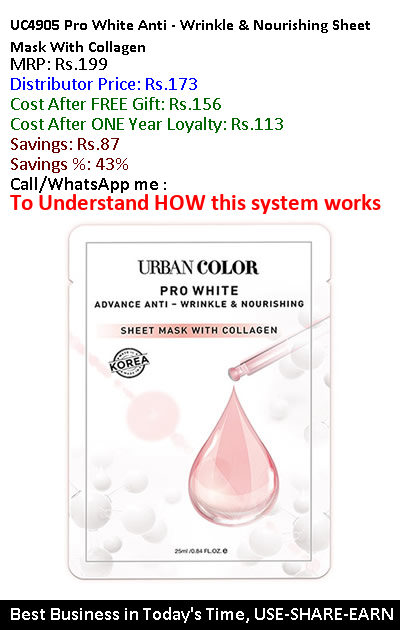 UC4905 Pro White Anti - Wrinkle & Nourishing Sheet
Mask With Collagen
MRP: Rs.199
Distributor Price: Rs.173
Cost After FREE Gift: Rs.156
Cost After ONE Year Loyalty: Rs.113
Savings: Rs.87
Savings %: 43%
Call/WhatsApp me :
To Understand HOW this system works
URBAN COLOR
PRO WHITE
ADVANCE ANTI – WRINKLE & NOURISHING
SHEET MASK WITH COLLAGEN
MADE IN
KOREA
25ml /0.84 FL.OZ. e
Best Business in Today's Time, USE-SHARE-EARN